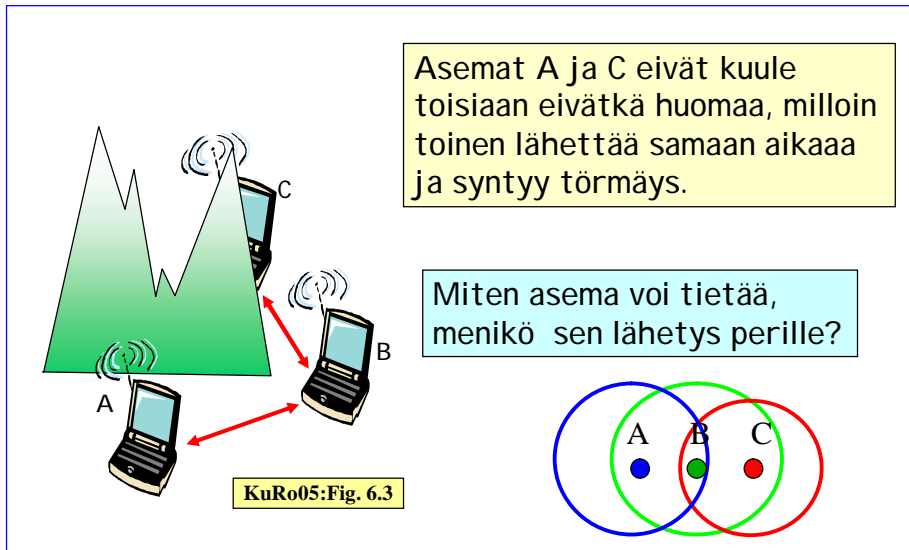 Asemat A ja C eivät kuule
toisiaan eivätkä huomaa, milloin
toinen lähettää samaan aikaaa
ja syntyy törmäys.
C
Miten asema voi tietää,
menikö sen lähetys perille?
B
A
A B C
KuRo05:Fig. 6.3